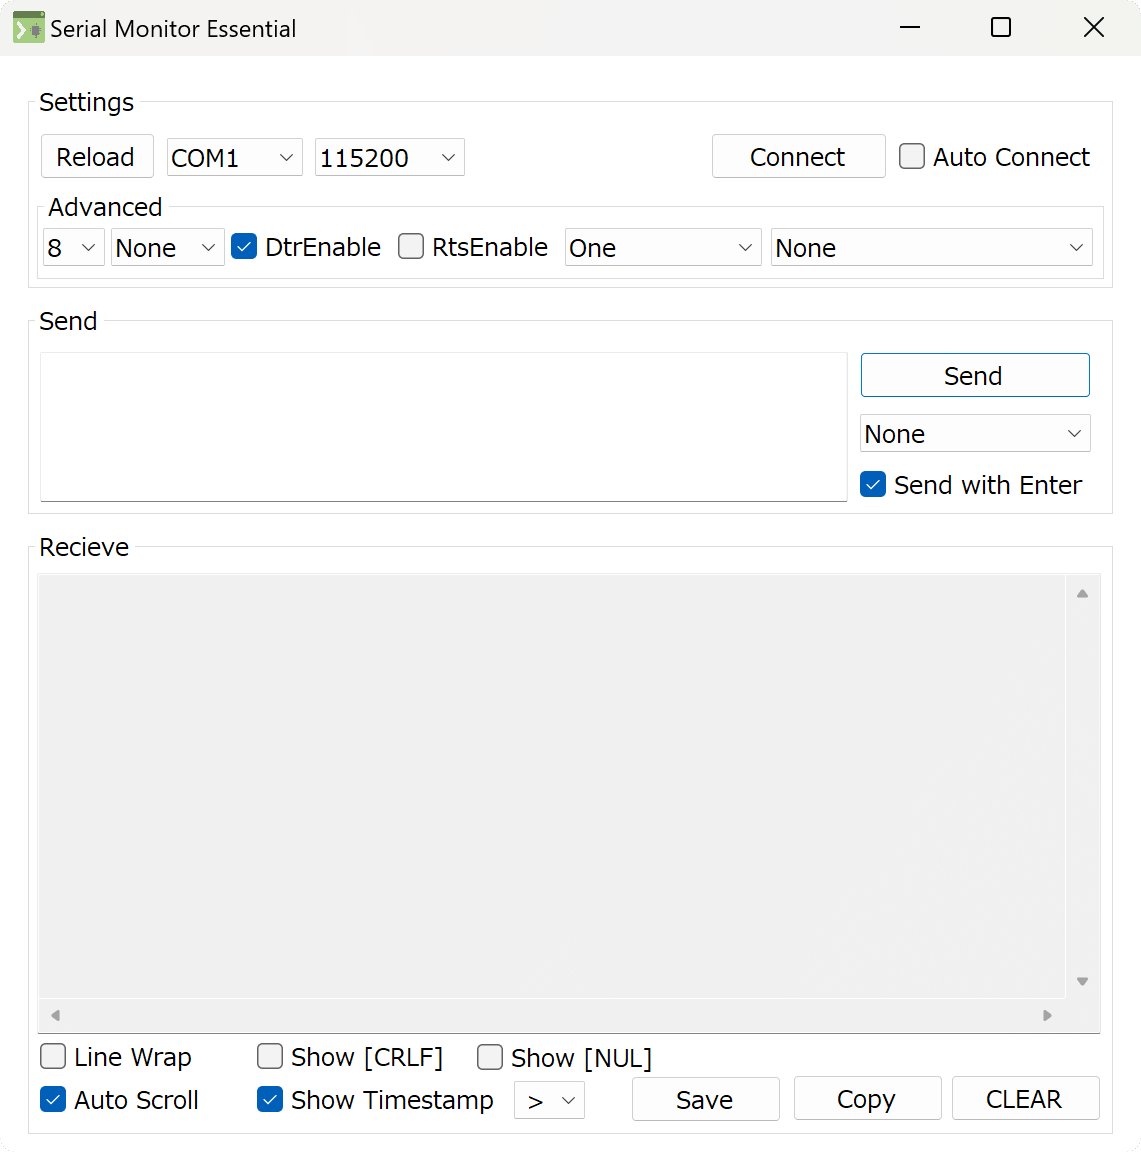 Serial Monitor Essential
Settings
Reload COM1 115200 Connect Auto Connect
Advanced
8 None DtrEnable RtsEnable One None
Send
Send
None
Send with Enter
Recieve
Line Wrap Show [CRLF] Show [NUL]
Auto Scroll Show Timestamp > Save Copy CLEAR